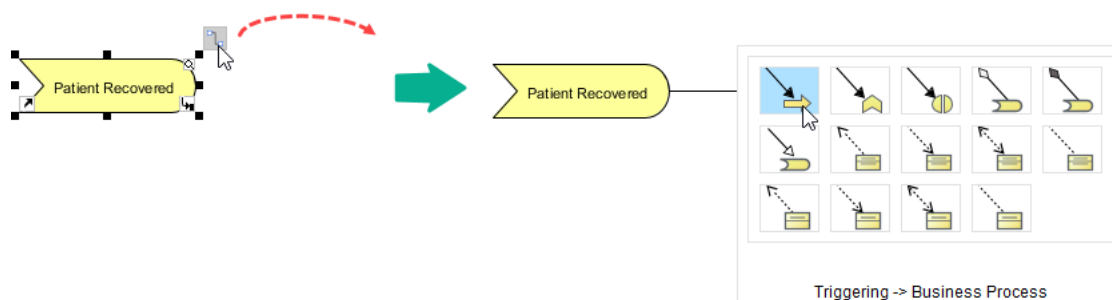 Patient Recovered
Patient Recovered
Triggering -> Business Process